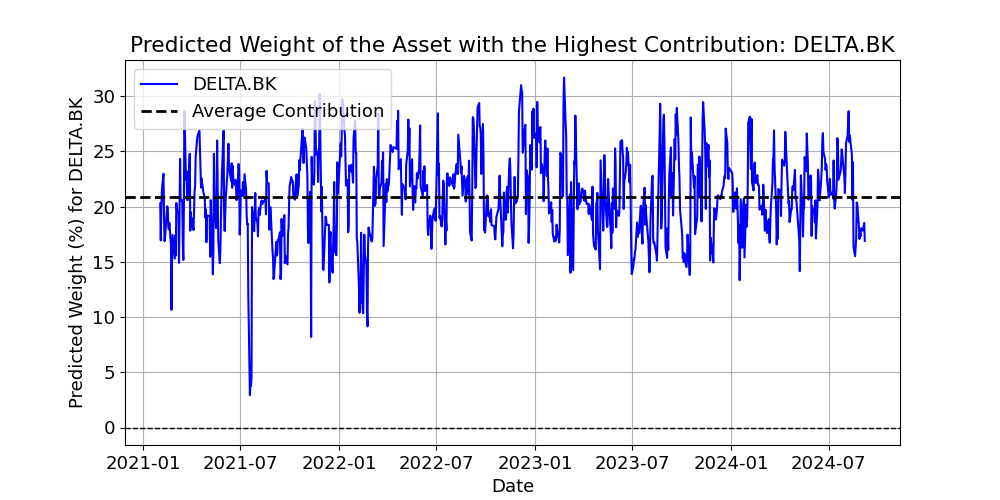 Predicted Weight of the Asset with the Highest Contribution: DELTA.BK
DELTA.BK
Average Contribution
Predicted Weight (%) for DELTA.BK
30
25
20
15
10
5
0
2021-01 2021-07 2022-01 2022-07 2023-01 2023-07 2024-01 2024-07
Date